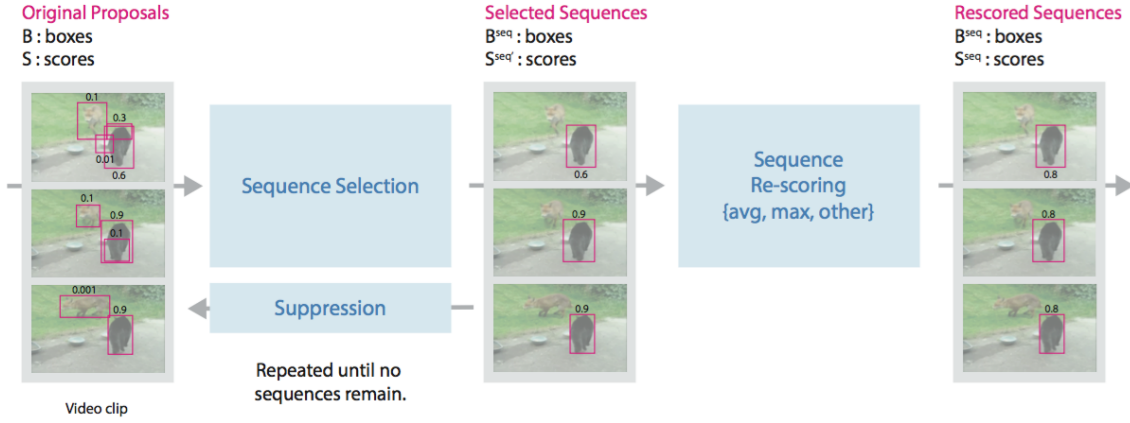 Original Proposals
B : boxes
S : scores
0.1
0.3
0.01
0.6
0.1
0.9
0.1
0.001
0.9
Video clip
Sequence Selection
Suppression
Repeated until no
sequences remain.
Selected Sequences
Bseq : boxes
Sseq' : scores
0.6
0.9
0.9
Sequence
Re-scoring
{avg, max, other}
Rescored Sequences
Bseq : boxes
Sseq : scores
0.8
0.8
0.8